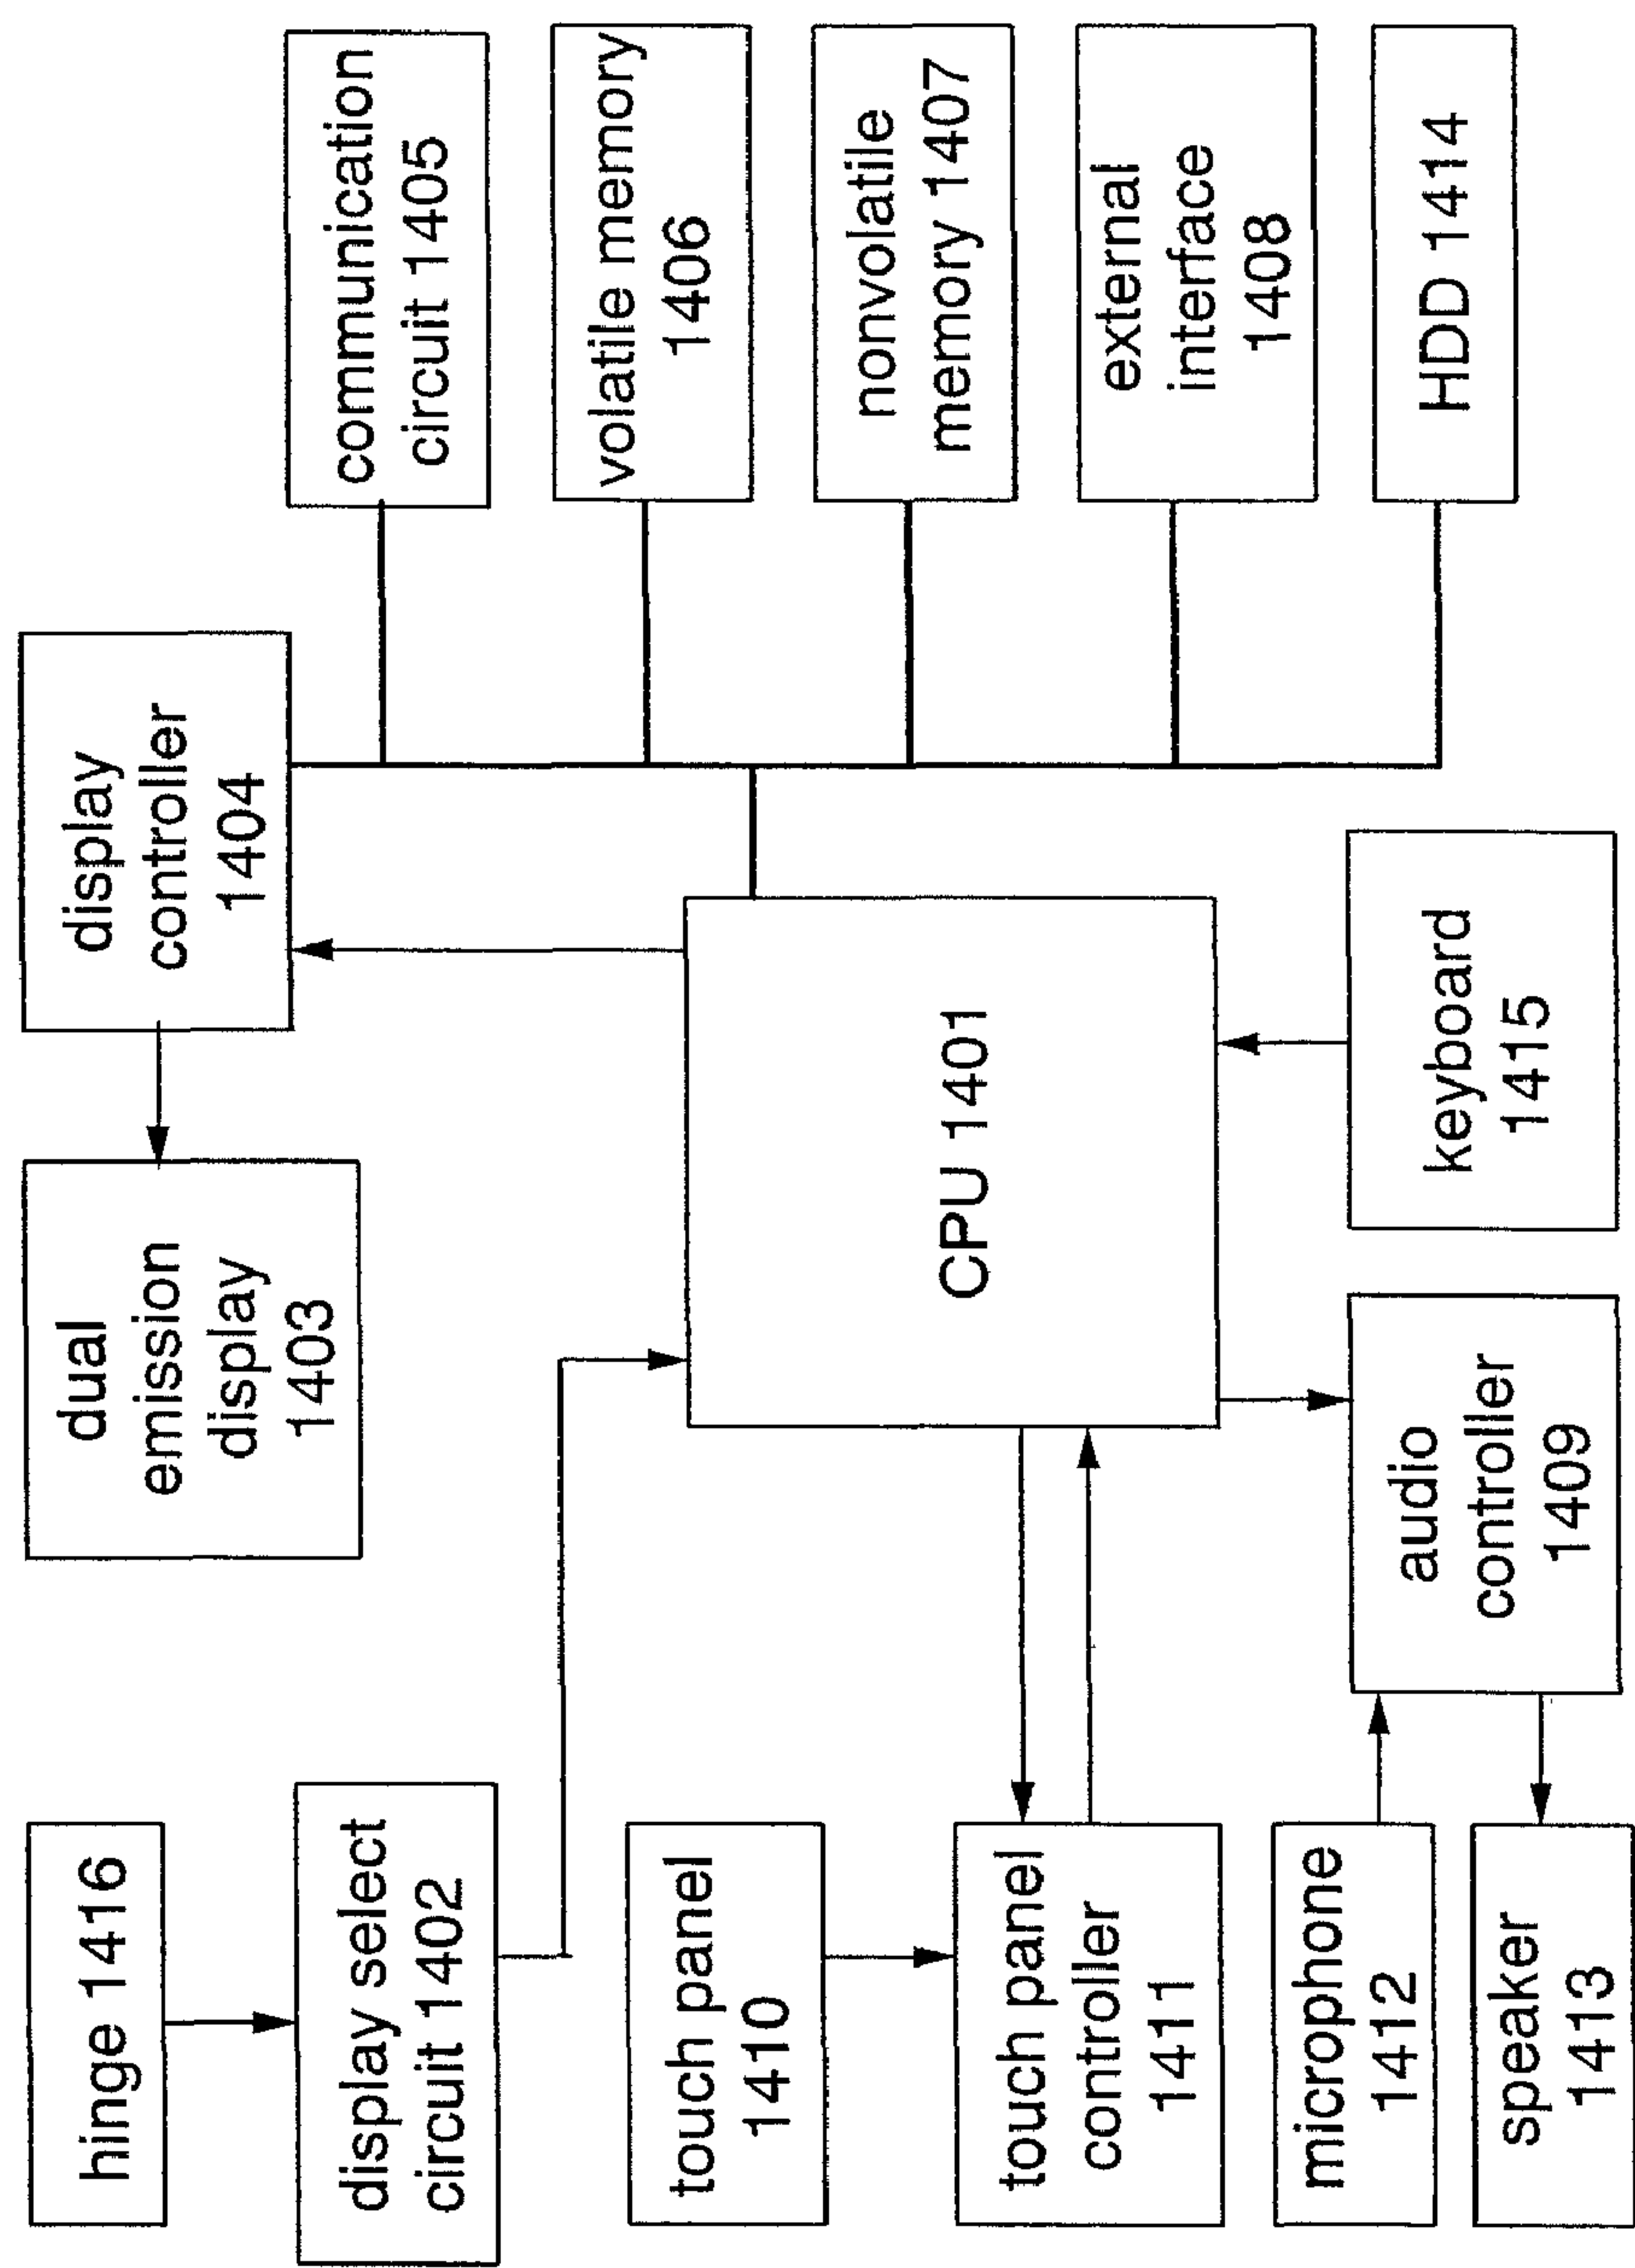 hinge 1416
display select
circuit 1402
touch panel
1410
touch panel
controller
1411
microphone
1412
speaker
1413
dual
emission
display
1403
display
controller
1404
CPU 1401
audio
controller
1409
keyboard
1415
communication
circuit 1405
volatile memory
1406
nonvolatile
memory 1407
external
interface
1408
HDD 1414